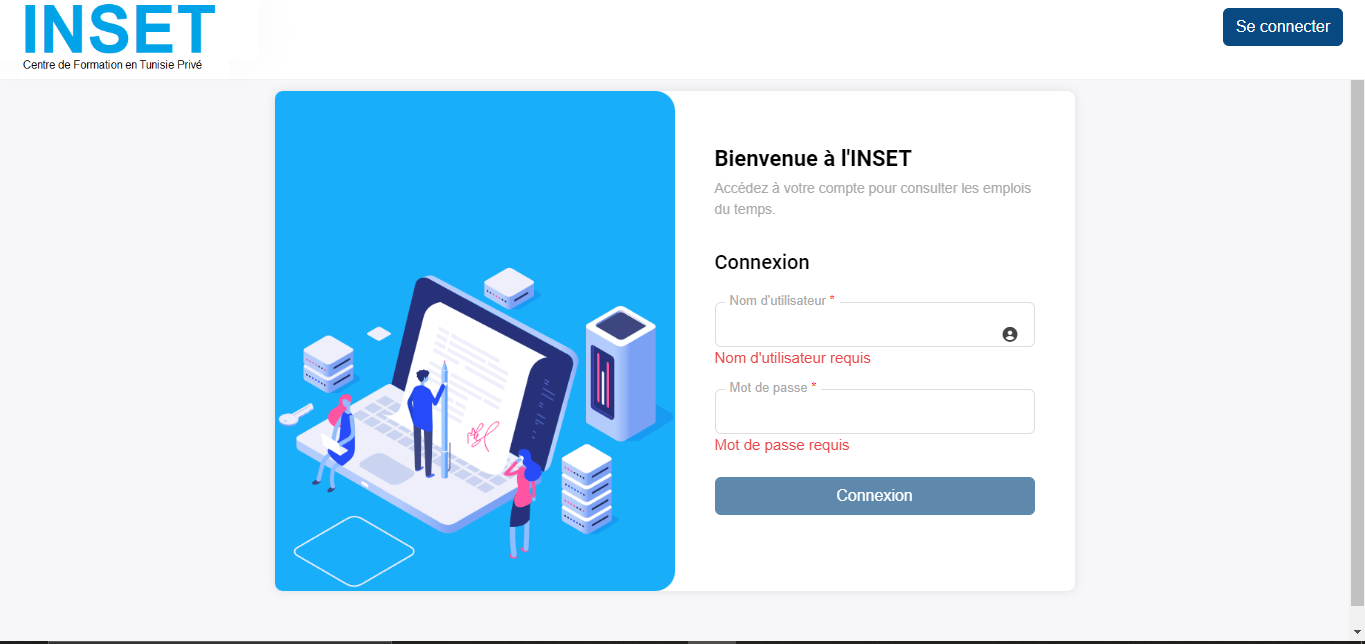 INSET
Centre de Formation en Tunisie Privé
Se connecter
Bienvenue à l'INSET
Accédez à votre compte pour consulter les emplois
du temps.
Connexion
Nom d'utilisateur *
Nom d'utilisateur requis
Mot de passe *
Mot de passe requis
Connexion